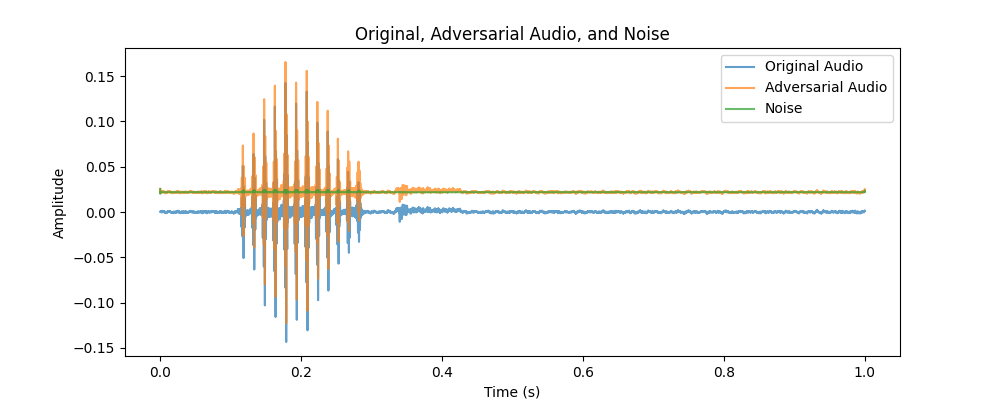 Original, Adversarial Audio, and Noise
Original Audio
Adversarial Audio
Noise
Amplitude
0.15
0.10
0.05
0.00
−0.05
−0.10
−0.15
0.0 0.2 0.4 0.6 0.8 1.0
Time (s)